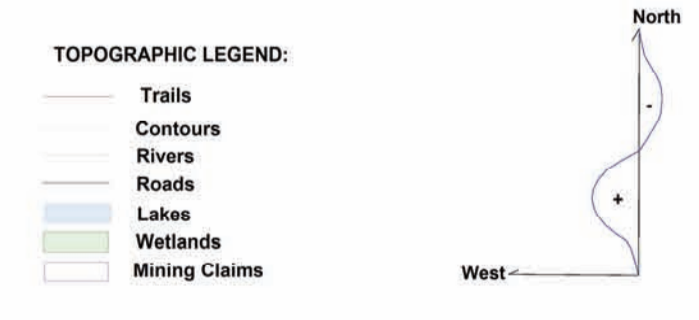 North
TOPOGRAPHIC LEGEND:
Trails
Contours
Rivers
Roads
Lakes
Wetlands
Mining Claims
-
+
West